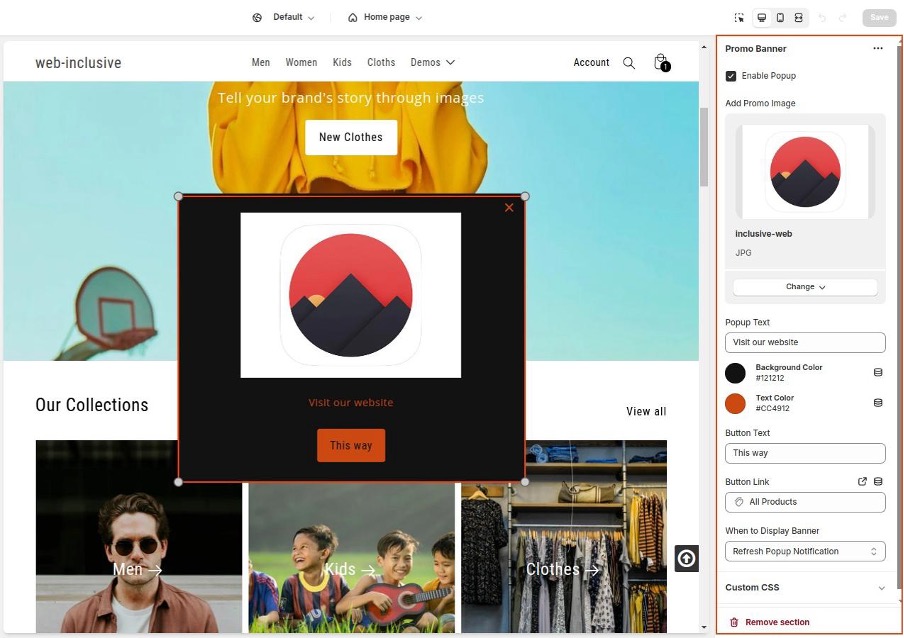 Default
Home page
Save
web-inclusive
Men
Women
Kids
Cloths
Demos
Account
1
Tell your brand's story through images
New Clothes
Visit our website
This way
Our Collections
View all
Men
Kids
Clothes
Promo Banner
Enable Popup
Add Promo Image
inclusive-web
JPG
Change
Popup Text
Visit our website
Background Color
#121212
Text Color
#CC4912
Button Text
This way
Button Link
All Products
When to Display Banner
Refresh Popup Notification
Custom CSS
Remove section